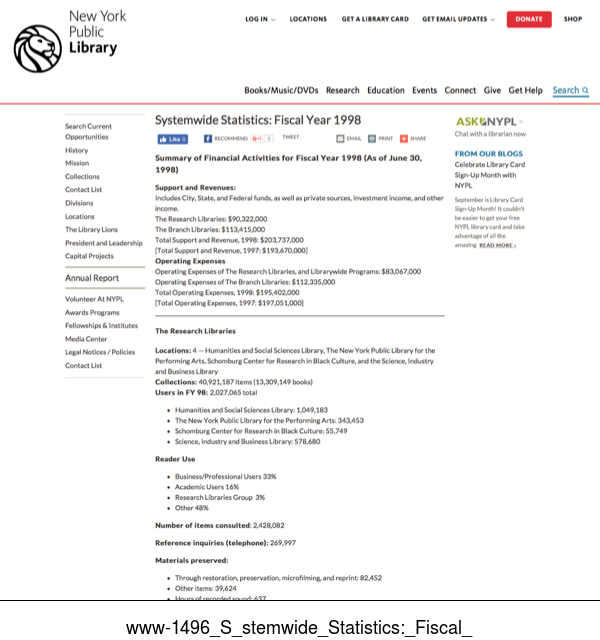 New York
Public
Library
LOG IN
LOCATIONS
GET A LIBRARY CARD
GET EMAIL UPDATES
DONATE
SHOP
Books/Music/DVDs Research Education Events Connect Give Get Help Search
Search Current
Opportunities
History
Mission
Collections
Contact List
Divisions
Locations
The Library Lions
President and Leadership
Capital Projects
Annual Report
Volunteer At NYPL
Awards Programs
Fellowships & Institutes
Media Center
Legal Notices / Policies
Contact List
Systemwide Statistics: Fiscal Year 1998
Like 0 RECOMMEND G+1 0 TWEET EMAIL PRINT SHARE
Summary of Financial Activities for Fiscal Year 1998 (As of June 30,
1998)
Support and Revenues:
Includes City, State, and Federal funds, as well as private sources, investment income, and other
income.
The Research Libraries: $90,322,000
The Branch Libraries: $113,415,000
Total Support and Revenue, 1998: $203,737,000
[Total Support and Revenue, 1997: $193,670,000]
Operating Expenses
Operating Expenses of The Research Libraries, and Librarywide Programs: $83,067,000
Operating Expenses of The Branch Libraries: $112,335,000
Total Operating Expenses, 1998: $195,402,000
[Total Operating Expenses, 1997: $197,051,000]
The Research Libraries
Locations: 4 — Humanities and Social Sciences Library, The New York Public Library for the
Performing Arts, Schomburg Center for Research in Black Culture, and the Science, Industry
and Business Library
Collections: 40,921,187 items (13,309,149 books)
Users in FY 98: 2,027,065 total
• Humanities and Social Sciences Library: 1,049,183
• The New York Public Library for the Performing Arts: 343,453
• Schomburg Center for Research in Black Culture: 55,749
• Science, Industry and Business Library: 578,680
Reader Use
• Business/Professional Users 33%
• Academic Users 16%
• Research Libraries Group 3%
• Other 48%
Number of items consulted: 2,428,082
Reference inquiries (telephone): 269,997
Materials preserved:
• Through restoration, preservation, microfilming, and reprint: 82,452
• Other items: 39,624
• Hours of recorded sound: 637
ASK NYPL >
Chat with a librarian now
FROM OUR BLOGS
Celebrate Library Card
Sign-Up Month with
NYPL
September is Library Card
Sign-Up Month! It couldn't
be easier to get your free
NYPL library card and take
advantage of all the
amazing READ MORE ›
www-1496_S_stemwide_Statistics:_Fiscal_